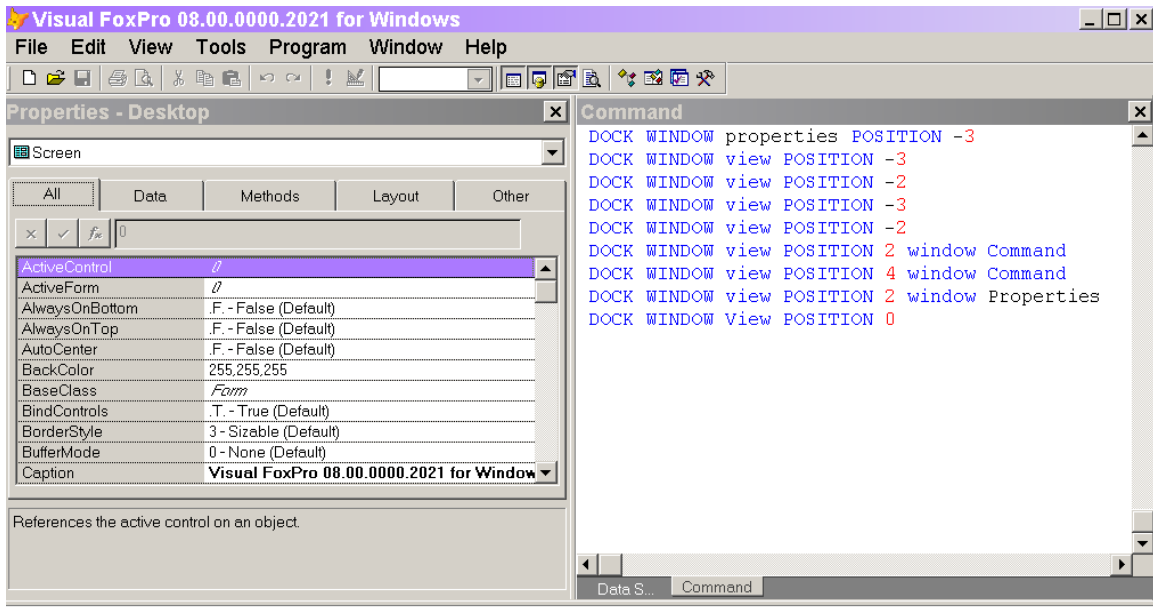 Visual FoxPro 08.00.0000.2021 for Windows
File Edit View Tools Program Window Help
Properties - Desktop
Screen
All Data Methods Layout Other
fx 0
ActiveControl 0
ActiveForm 0
AlwaysOnBottom .F. - False (Default)
AlwaysOnTop .F. - False (Default)
AutoCenter .F. - False (Default)
BackColor 255,255,255
BaseClass Form
BindControls .T. - True (Default)
BorderStyle 3 - Sizable (Default)
BufferMode 0 - None (Default)
Caption Visual FoxPro 08.00.0000.2021 for Window
References the active control on an object.
Command
DOCK WINDOW properties POSITION -3
DOCK WINDOW view POSITION -3
DOCK WINDOW view POSITION -2
DOCK WINDOW view POSITION -3
DOCK WINDOW view POSITION -2
DOCK WINDOW view POSITION 2 window Command
DOCK WINDOW view POSITION 4 window Command
DOCK WINDOW view POSITION 2 window Properties
DOCK WINDOW View POSITION 0
Data S... Command